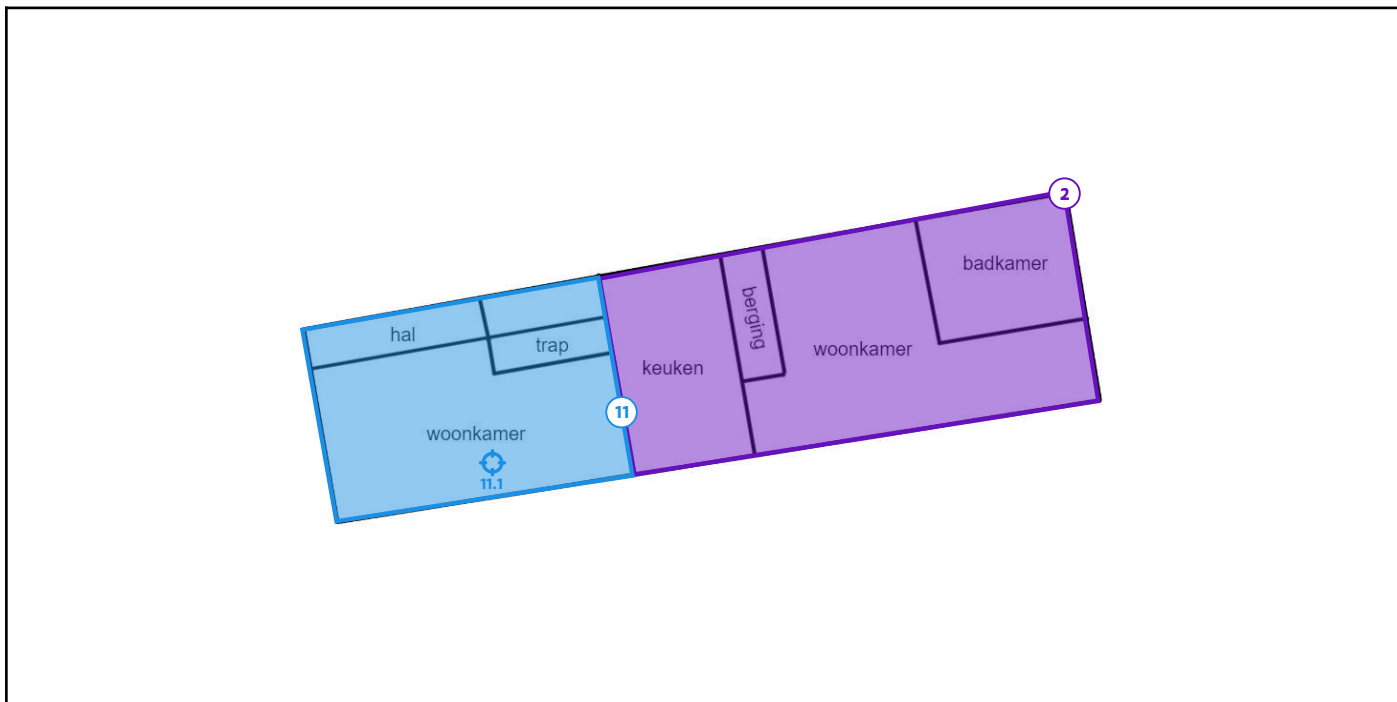 2
badkamer
berging
hal
trap
woonkamer
keuken
11
woonkamer
11.1